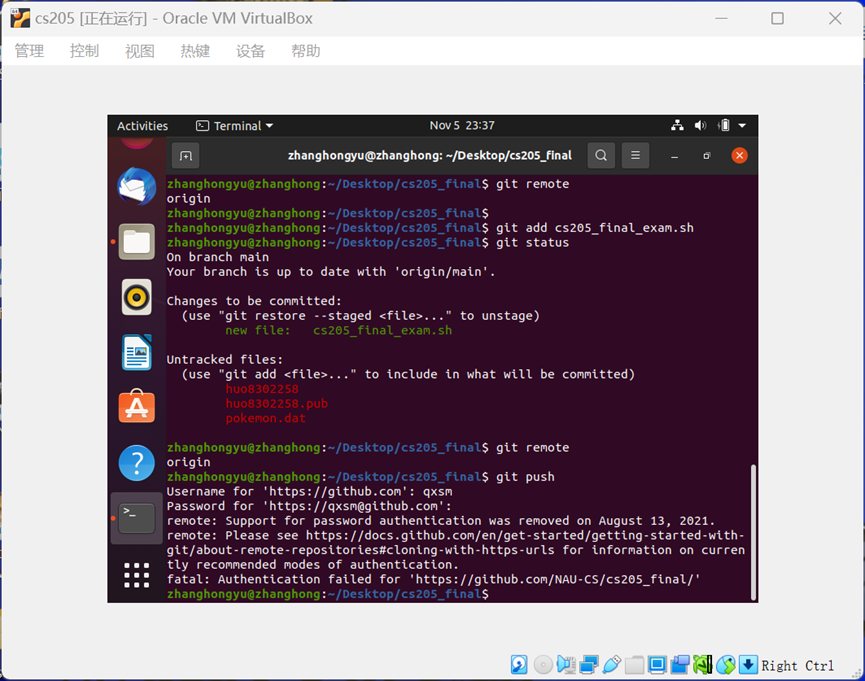 cs205 [正在运行] - Oracle VM VirtualBox
管理 控制 视图 热键 设备 帮助
Activities Terminal Nov 5 23:37
zhanghongyu@zhanghong: ~/Desktop/cs205_final
zhanghongyu@zhanghong:~/Desktop/cs205_final$ git remote
origin
zhanghongyu@zhanghong:~/Desktop/cs205_final$
zhanghongyu@zhanghong:~/Desktop/cs205_final$ git add cs205_final_exam.sh
zhanghongyu@zhanghong:~/Desktop/cs205_final$ git status
On branch main
Your branch is up to date with 'origin/main'.
Changes to be committed:
(use "git restore --staged <file>..." to unstage)
new file: cs205_final_exam.sh
Untracked files:
(use "git add <file>..." to include in what will be committed)
huo8302258
huo8302258.pub
pokemon.dat
zhanghongyu@zhanghong:~/Desktop/cs205_final$ git remote
origin
zhanghongyu@zhanghong:~/Desktop/cs205_final$ git push
Username for 'https://github.com': qxsm
Password for 'https://qxsm@github.com':
remote: Support for password authentication was removed on August 13, 2021.
remote: Please see https://docs.github.com/en/get-started/getting-started-with-
git/about-remote-repositories#cloning-with-https-urls for information on curren
tly recommended modes of authentication.
fatal: Authentication failed for 'https://github.com/NAU-CS/cs205_final/'
zhanghongyu@zhanghong:~/Desktop/cs205_final$
Right Ctrl